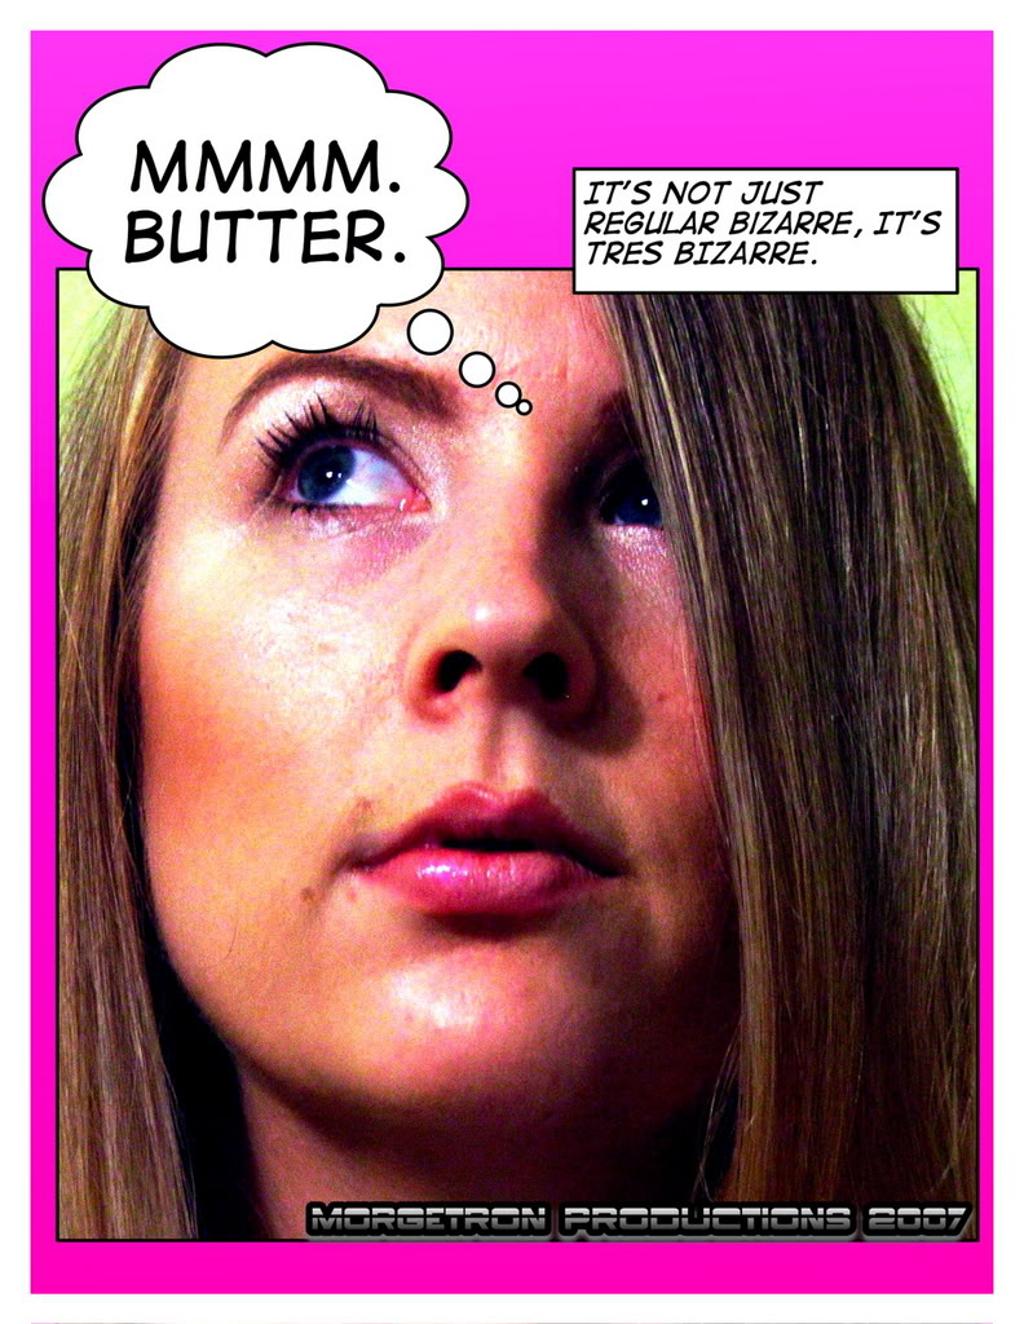 MMMM.
BUTTER.
IT'S NOT JUST
REGULAR BIZARRE, IT'S
TRES BIZARRE.
MORGETRON PRODUCTIONS 2007